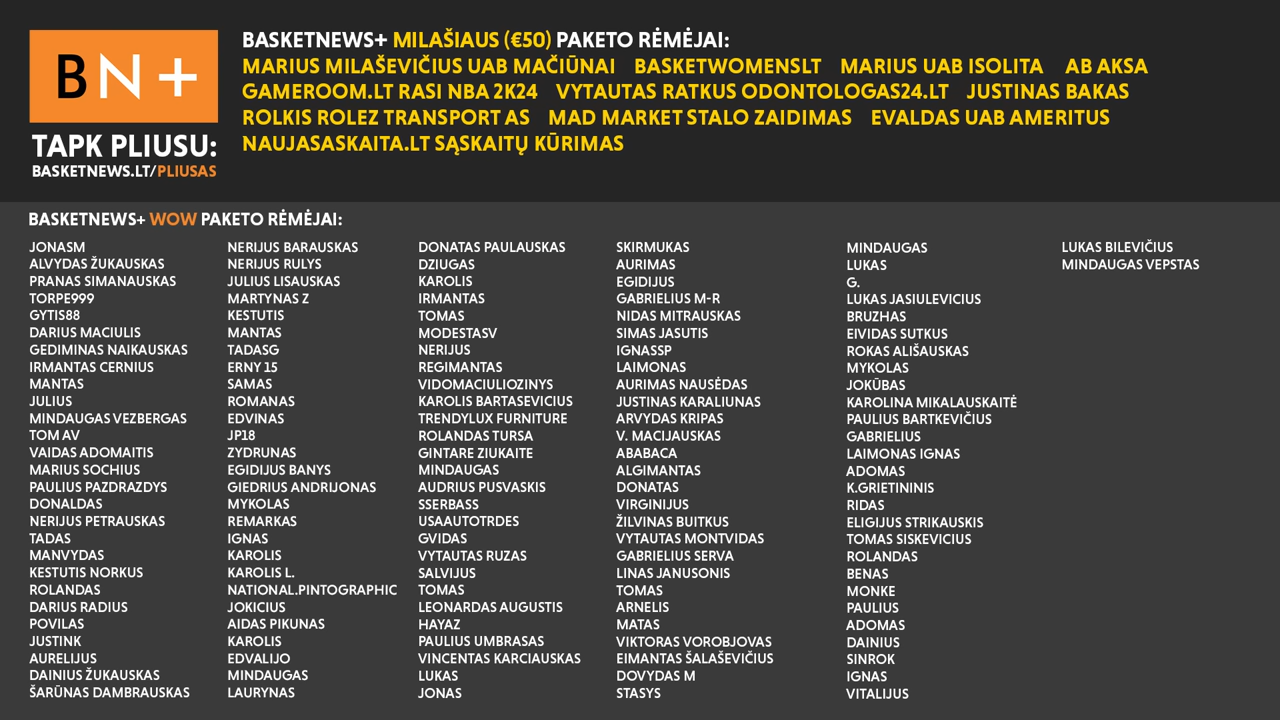 BN+
TAPK PLIUSU:
BASKETNEWS.LT/PLIUSAS
BASKETNEWS+ MILAŠIAUS (€50) PAKETO RĖMĖJAI:
MARIUS MILAŠEVIČIUS UAB MAČIŪNAI BASKETWOMENSLT MARIUS UAB ISOLITA AB AKSA
GAMEROOM.LT RASI NBA 2K24 VYTAUTAS RATKUS ODONTOLOGAS24.LT JUSTINAS BAKAS
ROLKIS ROLEZ TRANSPORT AS MAD MARKET STALO ZAIDIMAS EVALDAS UAB AMERITUS
NAUJASASKAITA.LT SĄSKAITŲ KŪRIMAS
BASKETNEWS+ WOW PAKETO RĖMĖJAI:
JONASM
ALVYDAS ŽUKAUSKAS
PRANAS SIMANAUSKAS
TORPE999
GYTIS88
DARIUS MACIULIS
GEDIMINAS NAIKAUSKAS
IRMANTAS CERNIUS
MANTAS
JULIUS
MINDAUGAS VEZBERGAS
TOM AV
VAIDAS ADOMAITIS
MARIUS SOCHIUS
PAULIUS PAZDRAZDYS
DONALDAS
NERIJUS PETRAUSKAS
TADAS
MANVYDAS
KESTUTIS NORKUS
ROLANDAS
DARIUS RADIUS
POVILAS
JUSTINK
AURELIJUS
DAINIUS ŽUKAUSKAS
ŠARŪNAS DAMBRAUSKAS
NERIJUS BARAUSKAS
NERIJUS RULYS
JULIUS LISAUSKAS
MARTYNAS Z
KESTUTIS
MANTAS
TADASG
ERNY 15
SAMAS
ROMANAS
EDVINAS
JP18
ZYDRUNAS
EGIDIJUS BANYS
GIEDRIUS ANDRIJONAS
MYKOLAS
REMARKAS
IGNAS
KAROLIS
KAROLIS L.
NATIONAL.PINTOGRAPHIC
JOKICIUS
AIDAS PIKUNAS
KAROLIS
EDVALIJO
MINDAUGAS
LAURYNAS
DONATAS PAULAUSKAS
DZIUGAS
KAROLIS
IRMANTAS
TOMAS
MODESTASV
NERIJUS
REGIMANTAS
VIDOMACIULIOZINYS
KAROLIS BARTASEVICIUS
TRENDYLUX FURNITURE
ROLANDAS TURSA
GINTARE ZIUKAITE
MINDAUGAS
AUDRIUS PUSVASKIS
SSERBASS
USAAUTOTRDES
GVIDAS
VYTAUTAS RUZAS
SALVIJUS
TOMAS
LEONARDAS AUGUSTIS
HAYAZ
PAULIUS UMBRASAS
VINCENTAS KARCIAUSKAS
LUKAS
JONAS
SKIRMUKAS
AURIMAS
EGIDIJUS
GABRIELIUS M-R
NIDAS MITRAUSKAS
SIMAS JASUTIS
IGNASSP
LAIMONAS
AURIMAS NAUSĖDAS
JUSTINAS KARALIUNAS
ARVYDAS KRIPAS
V. MACIJAUSKAS
ABABACA
ALGIMANTAS
DONATAS
VIRGINIJUS
ŽILVINAS BUITKUS
VYTAUTAS MONTVIDAS
GABRIELIUS SERVA
LINAS JANUSONIS
TOMAS
ARNELIS
MATAS
VIKTORAS VOROBJOVAS
EIMANTAS ŠALAŠEVIČIUS
DOVYDAS M
STASYS
MINDAUGAS
LUKAS
G.
LUKAS JASIULEVICIUS
BRUZHAS
EIVIDAS SUTKUS
ROKAS ALIŠAUSKAS
MYKOLAS
JOKŪBAS
KAROLINA MIKALAUSKAITĖ
PAULIUS BARTKEVIČIUS
GABRIELIUS
LAIMONAS IGNAS
ADOMAS
K.GRIETININIS
RIDAS
ELIGIJUS STRIKAUSKIS
TOMAS SISKEVICIUS
ROLANDAS
BENAS
MONKE
PAULIUS
ADOMAS
DAINIUS
SINROK
IGNAS
VITALIJUS
LUKAS BILEVIČIUS
MINDAUGAS VEPSTAS